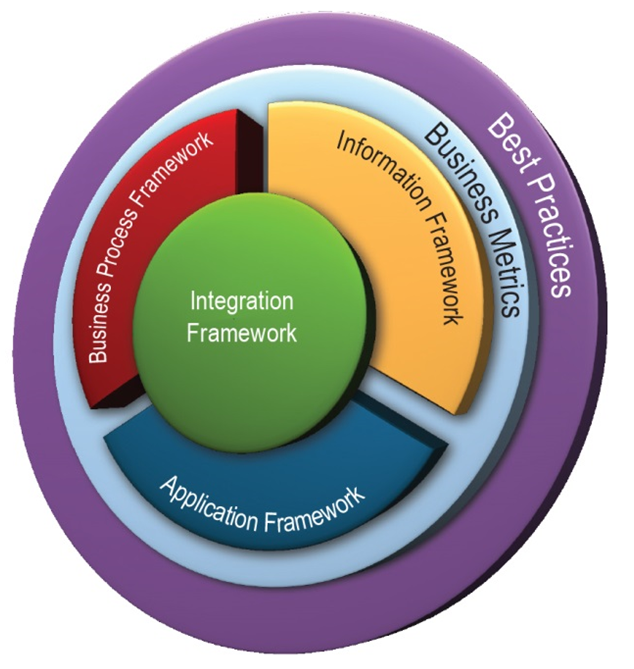 Best Practices
Business Metrics
Business Process Framework
Information Framework
Integration
Framework
Application Framework